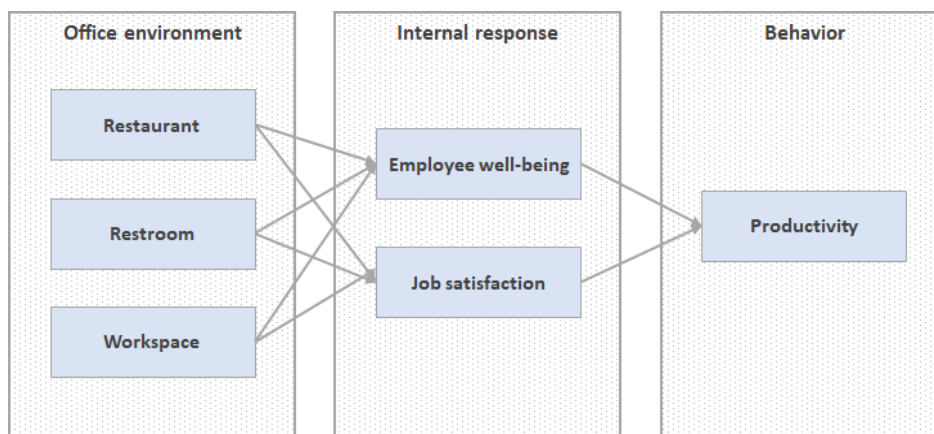 Office environment
Restaurant
Restroom
Workspace
Internal response
Employee well-being
Job satisfaction
Behavior
Productivity